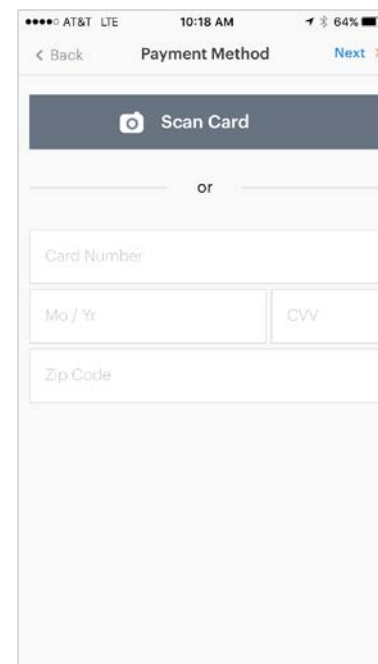 AT&T LTE 10:18 AM 64%
< Back Payment Method Next
Scan Card
or
Card Number
Mo / Yr CVV
Zip Code